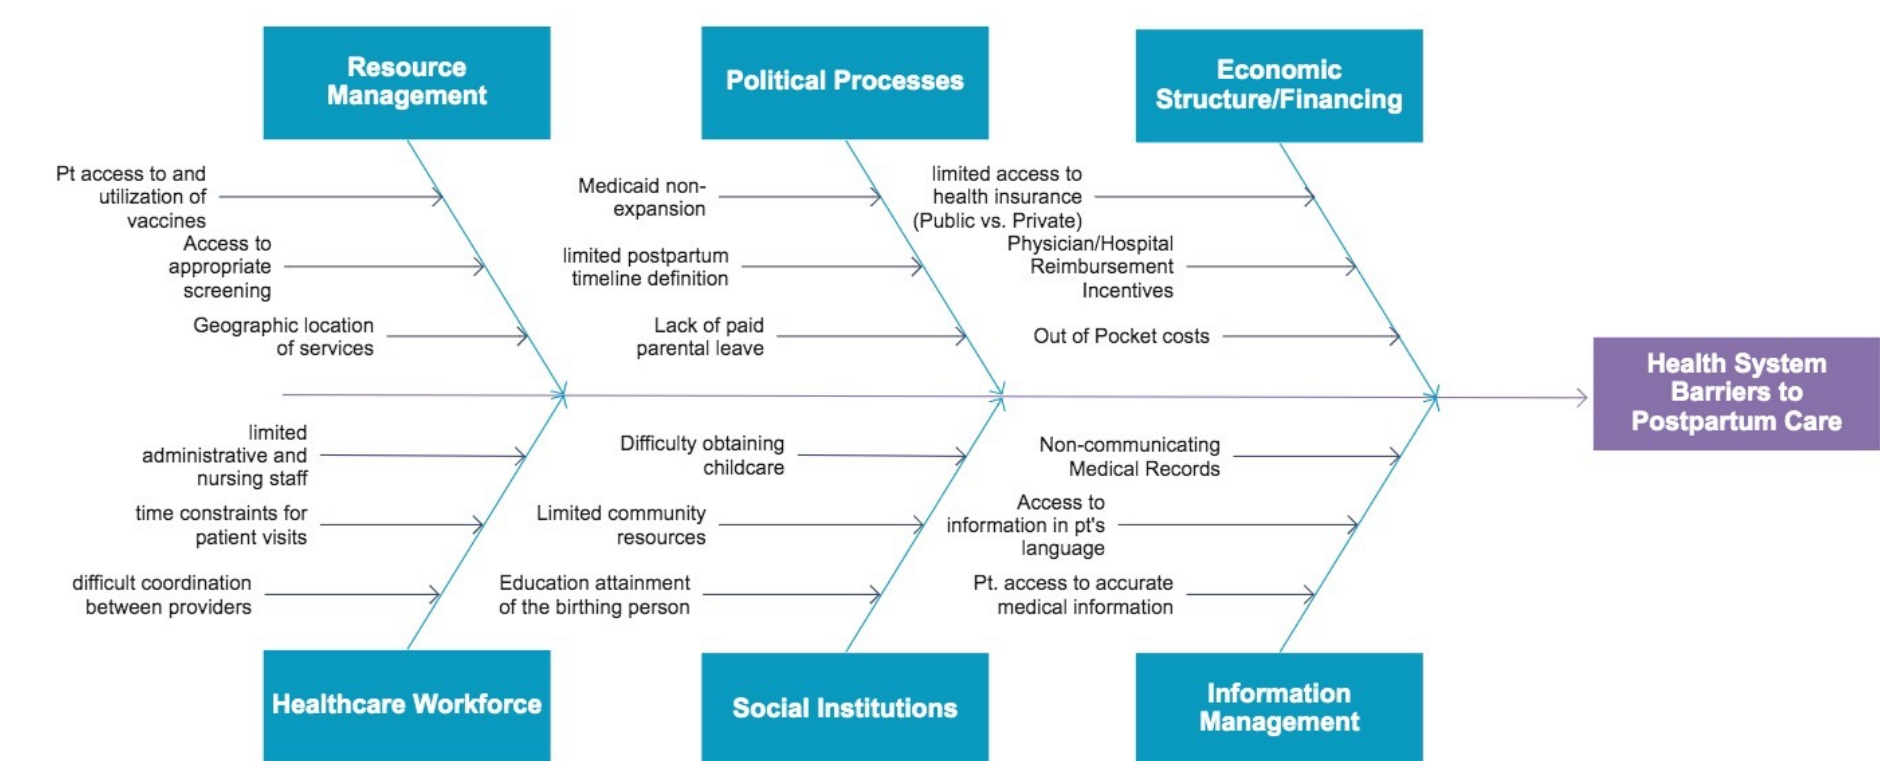 Resource
Management
Political Processes
Economic
Structure/Financing
Pt access to and
utilization of
vaccines
Access to
appropriate
screening
Geographic location
of services
Medicaid non-
expansion
limited postpartum
timeline definition
Lack of paid
parental leave
limited access to
health insurance
(Public vs. Private)
Physician/Hospital
Reimbursement
Incentives
Out of Pocket costs
Health System
Barriers to
Postpartum Care
limited
administrative and
nursing staff
time constraints for
patient visits
difficult coordination
between providers
Difficulty obtaining
childcare
Limited community
resources
Education attainment
of the birthing person
Non-communicating
Medical Records
Access to
information in pt's
language
Pt. access to accurate
medical information
Healthcare Workforce
Social Institutions
Information
Management